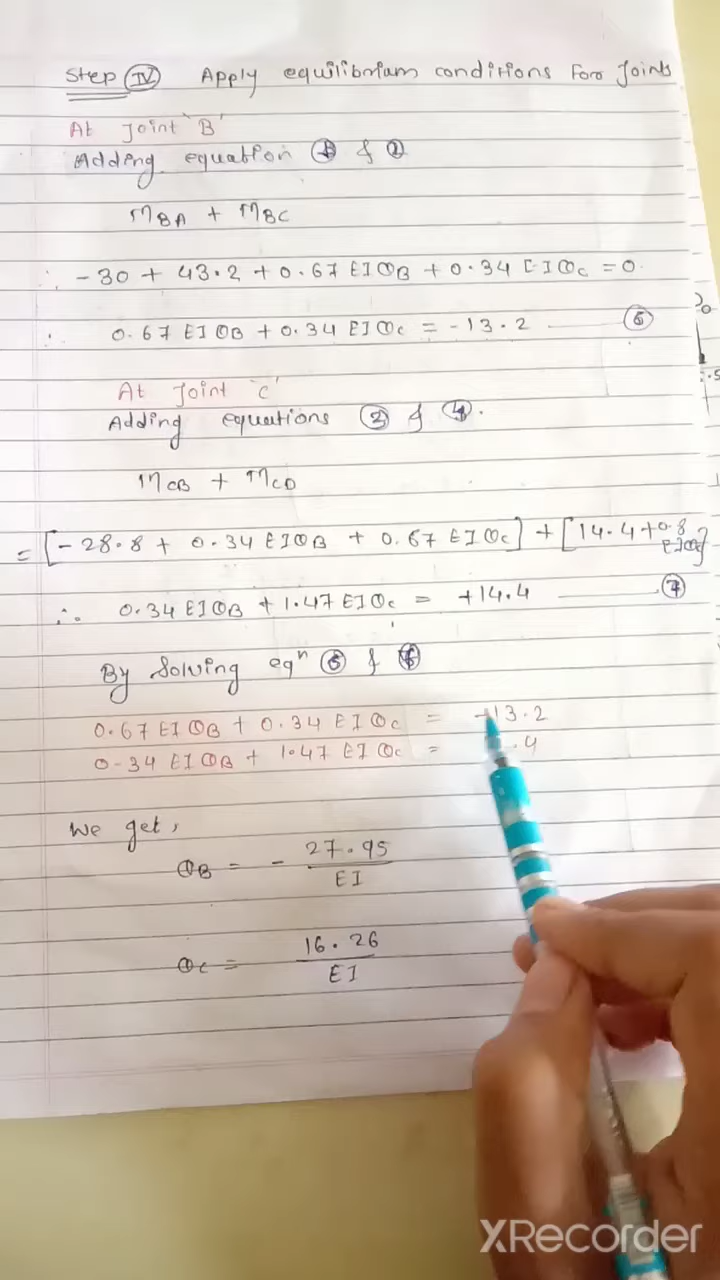 Step IV Apply equilibriam conditions For Joints
At Joint 'B'
Adding equation ① & ②
MBA + MBC
∴ -30 + 43.2 + 0.67 EIθB + 0.34 EIθC = 0.
∴ 0.67 EIθB + 0.34 EIθC = -13.2 ⑥
At Joint 'C'
Adding equations ③ & ④.
MCB + MCD
= [-28.8 + 0.34 EIθB + 0.67 EIθC] + [14.4 + 0.8 EIθC]
∴ 0.34 EIθB + 1.47 EIθC = +14.4 ⑦
By Solving eqn ⑥ &
0.67 EIθB + 0.34 EIθC = -13.2
0.34 EIθB + 1.47 EIθC = .4
We get,
θB = - 27.95 / EI
θC = 16.26 / EI
XRecorder